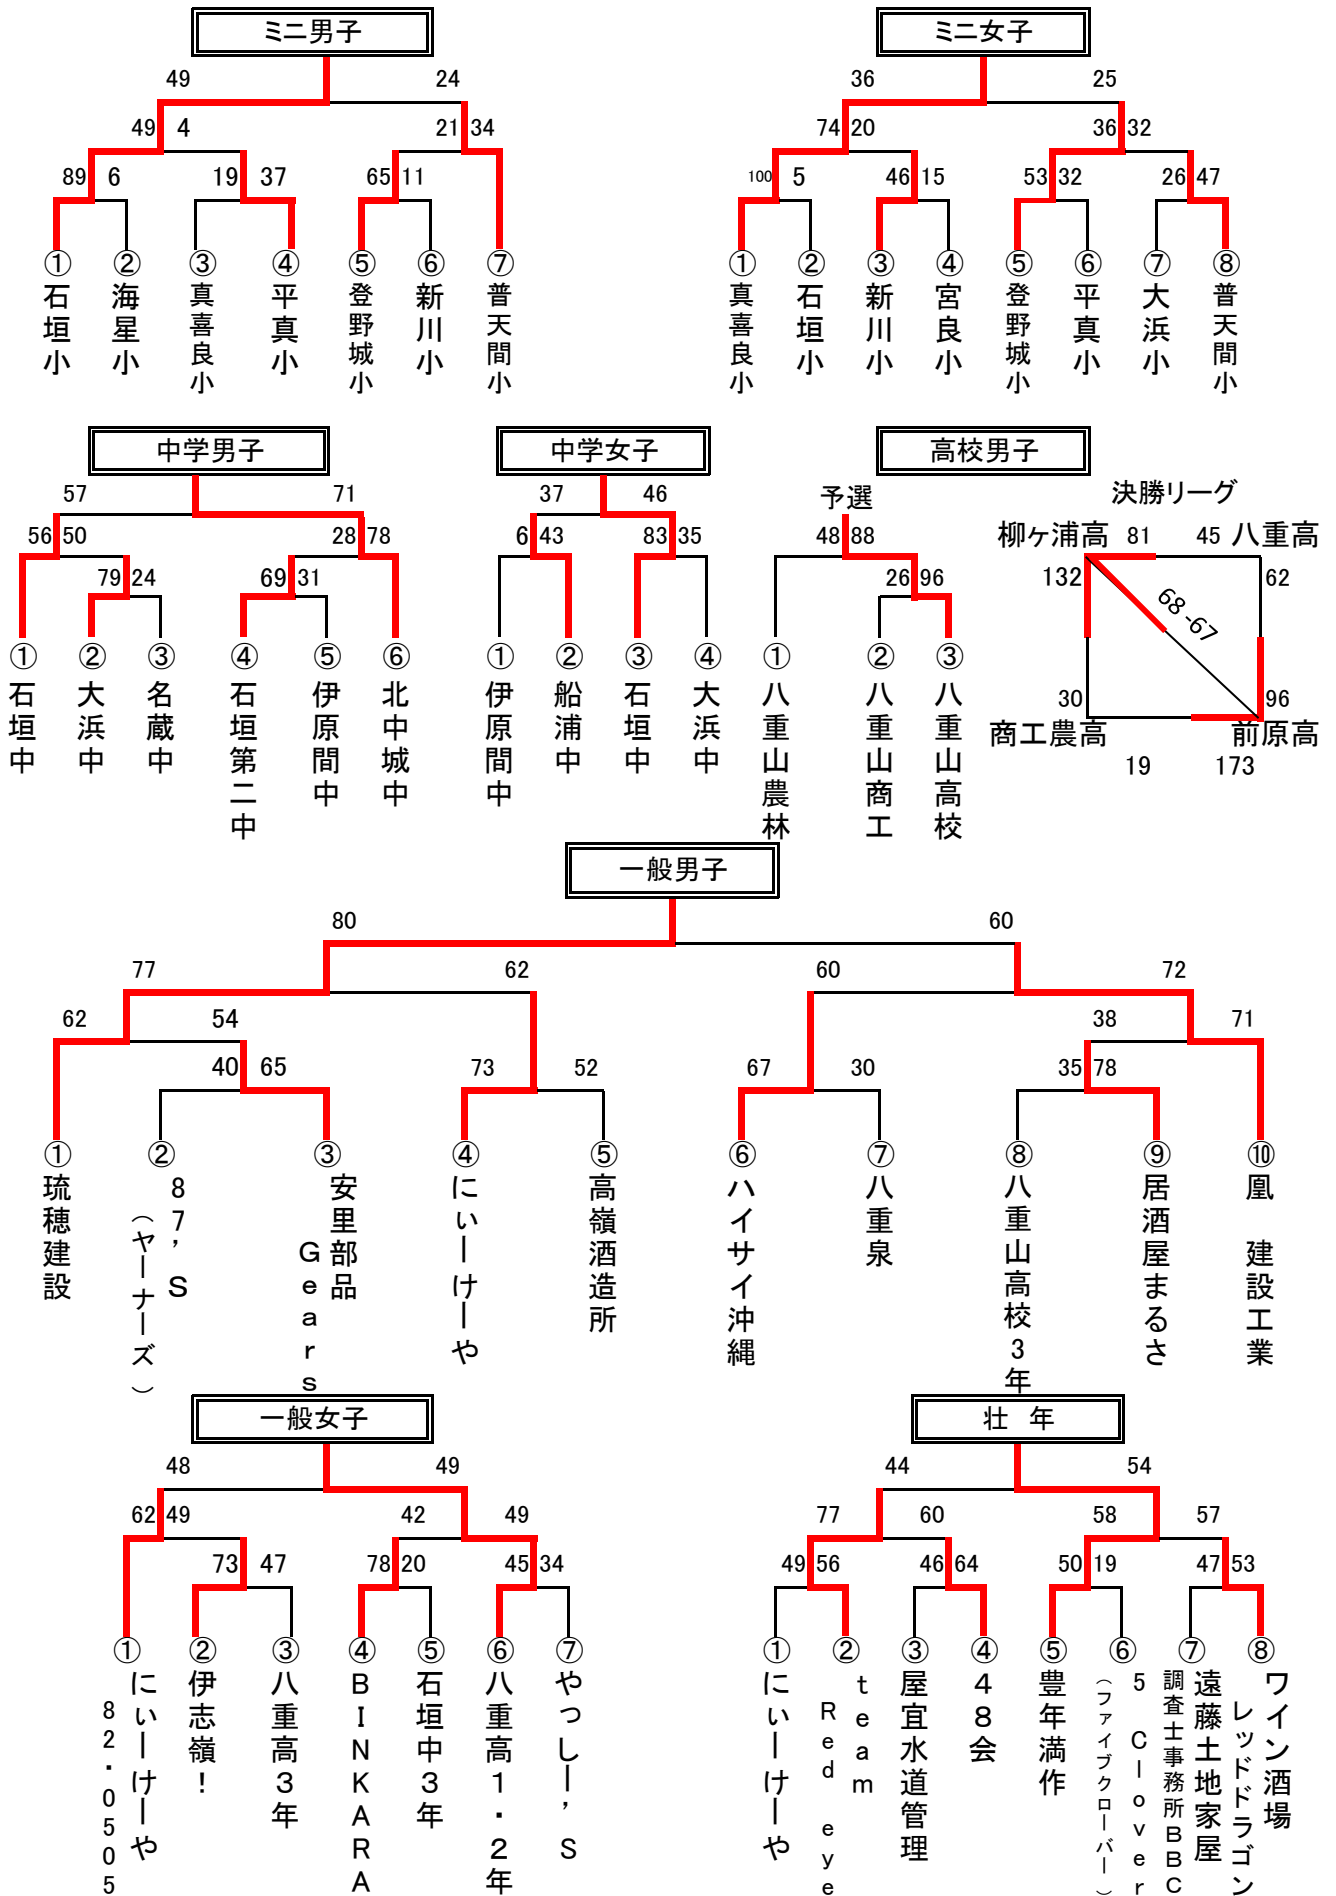 ミニ男子
49 24
49 4 21 34
89 6 19 37 65 11
① ② ③ ④ ⑤ ⑥ ⑦
石垣小
海星小
真喜良小
平真小
登野城小
新川小
普天間小
ミニ女子
36 25
74 20 36 32
100 5 46 15 53 32 26 47
① ② ③ ④ ⑤ ⑥ ⑦ ⑧
真喜良小
石垣小
新川小
宮良小
登野城小
平真小
大浜小
普天間小
中学男子
57 71
56 50 28 78
79 24 69 31
① ② ③ ④ ⑤ ⑥
石垣中
大浜中
名蔵中
石垣第二中
伊原間中
北中城中
中学女子
37 46
6 43 83 35
① ② ③ ④
伊原間中
船浦中
石垣中
大浜中
高校男子
予選
48 88
26 96
① ② ③
八重山農林
八重山商工
八重山高校
決勝リーグ
柳ヶ浦高 81 45 八重高
132 62
68 -67
30 96
商工農高 前原高
19 173
一般男子
80 60
77 62 60 72
62 54 38 71
40 65 73 52 67 30 35 78
① ② ③ ④ ⑤ ⑥ ⑦ ⑧ ⑨ ⑩
琉穂建設
87’S
（ヤーナーズ）
安里部品
Gears
にぃーけーや
高嶺酒造所
ハイサイ沖縄
八重泉
八重山高校3年
居酒屋まるさ
凰　建設工業
一般女子
48 49
62 49 42 49
73 47 78 20 45 34
① ② ③ ④ ⑤ ⑥ ⑦
にぃーけーや
82・0505
伊志嶺！
八重高3年
BINKARA
石垣中3年
八重高1・2年
やっしー’S
壮　年
44 54
77 60 58 57
49 56 46 64 50 19 47 53
① ② ③ ④ ⑤ ⑥ ⑦ ⑧
にぃーけーや
team
Red eye
屋宜水道管理
48会
豊年満作
5 Clover
（ファイブクローバー）
遠藤土地家屋
調査士事務所BBC
ワイン酒場
レッドドラゴン